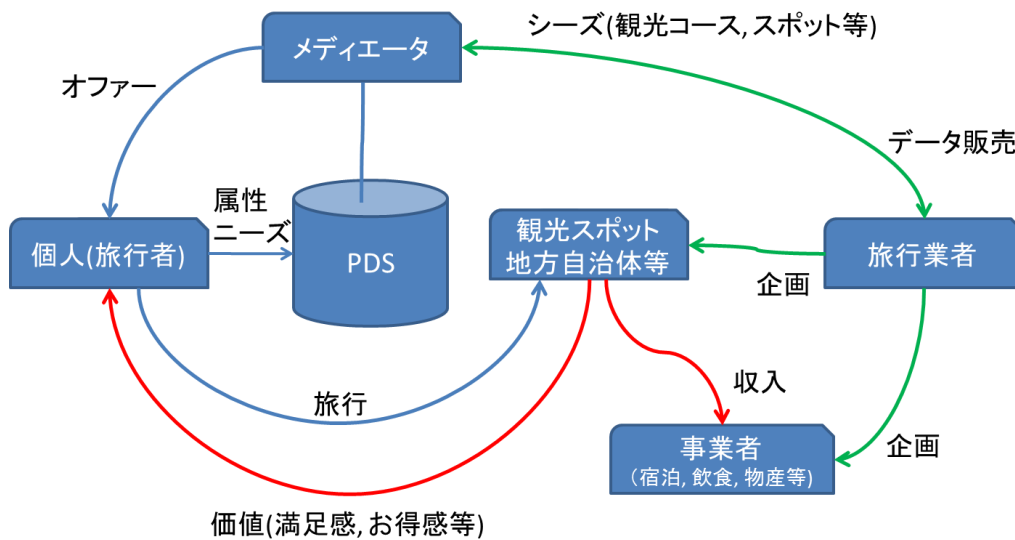 シーズ(観光コース, スポット等)
メディエータ
オファー
データ販売
属性
ニーズ
個人(旅行者)
PDS
観光スポット
地方自治体等
旅行業者
企画
旅行
収入
事業者
(宿泊, 飲食, 物産等)
企画
価値(満足感, お得感等)